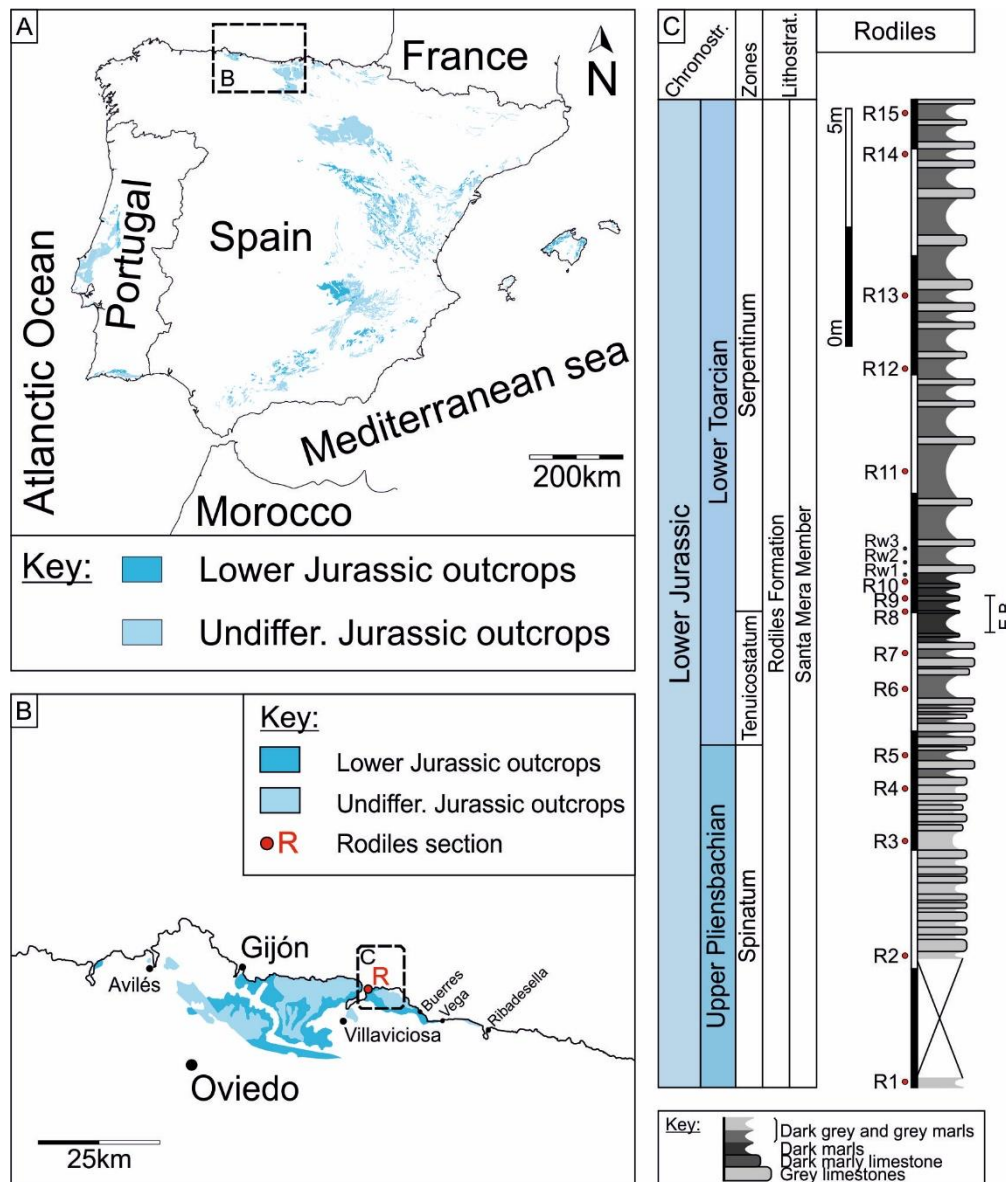 A
B
France
N
Portugal
Spain
Atlanctic Ocean
Mediterranean sea
200km
Morocco
Key:
Lower Jurassic outcrops
Undiffer. Jurassic outcrops
B
Key:
Lower Jurassic outcrops
Undiffer. Jurassic outcrops
R Rodiles section
Gijón
Avilés
C
R
Buerres
Vega
Ribadesella
Villaviciosa
Oviedo
25km
C
Chronostr.
Zones
Lithostrat.
Rodiles
Lower Jurassic
Lower Toarcian
Upper Pliensbachian
Serpentinum
Tenuicostatum
Spinatum
Rodiles Formation
Santa Mera Member
5m
0m
R15
R14
R13
R12
R11
Rw3
Rw2
Rw1
R10
R9
R8
R7
R6
R5
R4
R3
R2
R1
Key:
Dark grey and grey marls
Dark marls
Dark marly limestone
Grey limestones